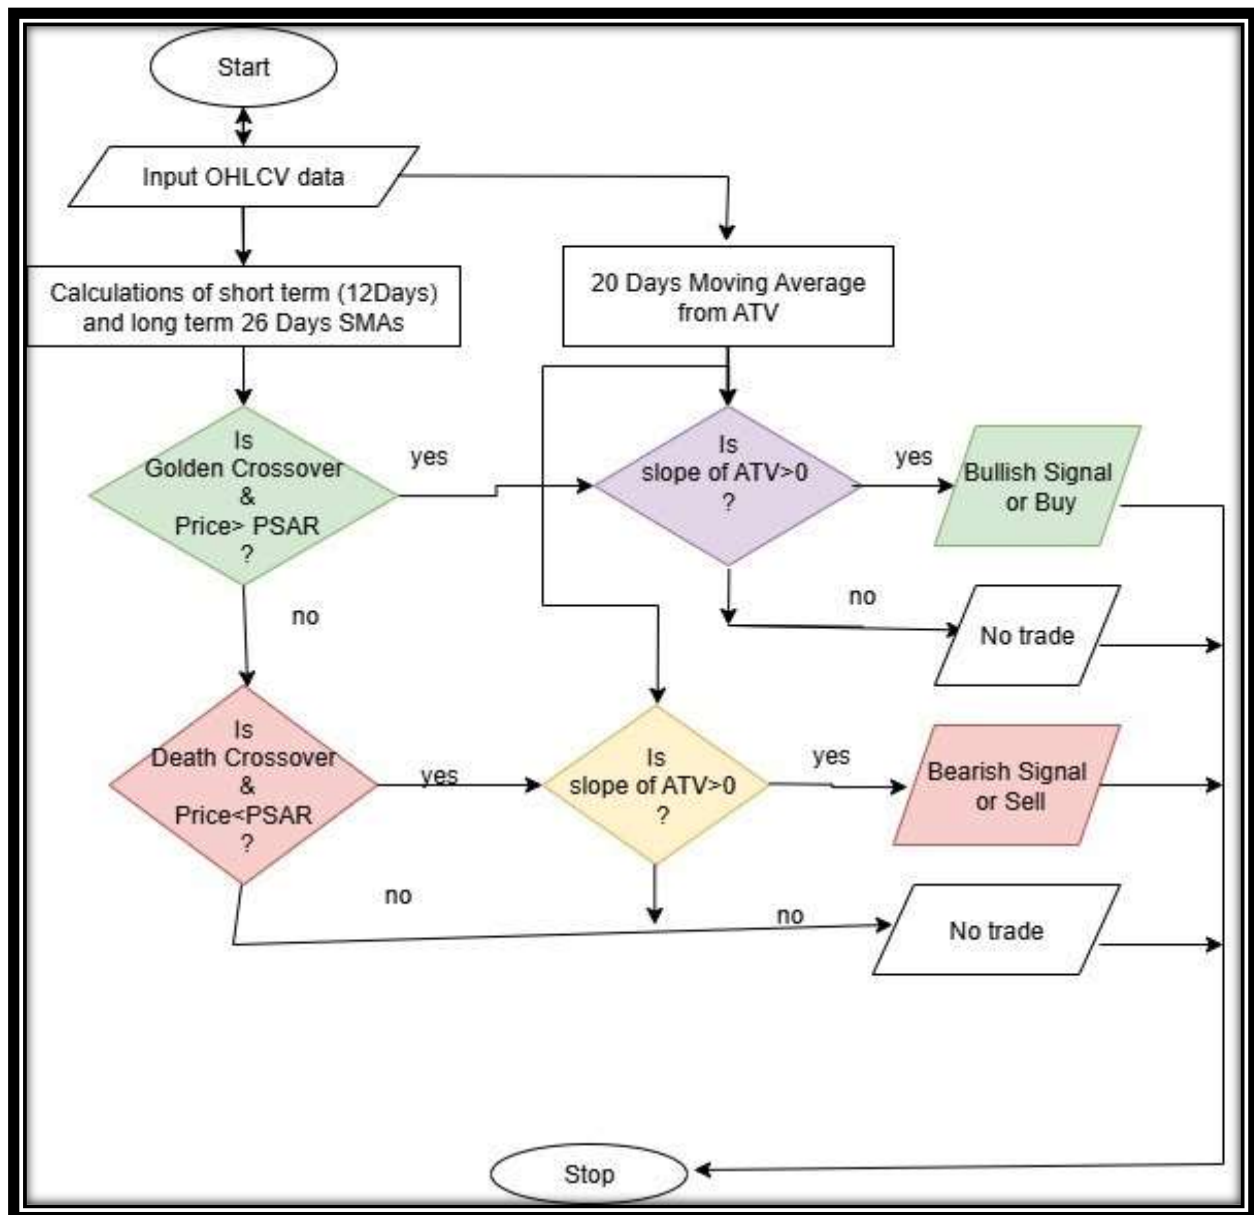 Start
Input OHLCV data
Calculations of short term (12Days)
and long term 26 Days SMAs
20 Days Moving Average
from ATV
Is
Golden Crossover
&
Price> PSAR
?
yes
Is
slope of ATV>0
?
yes
Bullish Signal
or Buy
no
no
No trade
Is
Death Crossover
&
Price<PSAR
?
yes
Is
slope of ATV>0
?
yes
Bearish Signal
or Sell
no
no
No trade
Stop